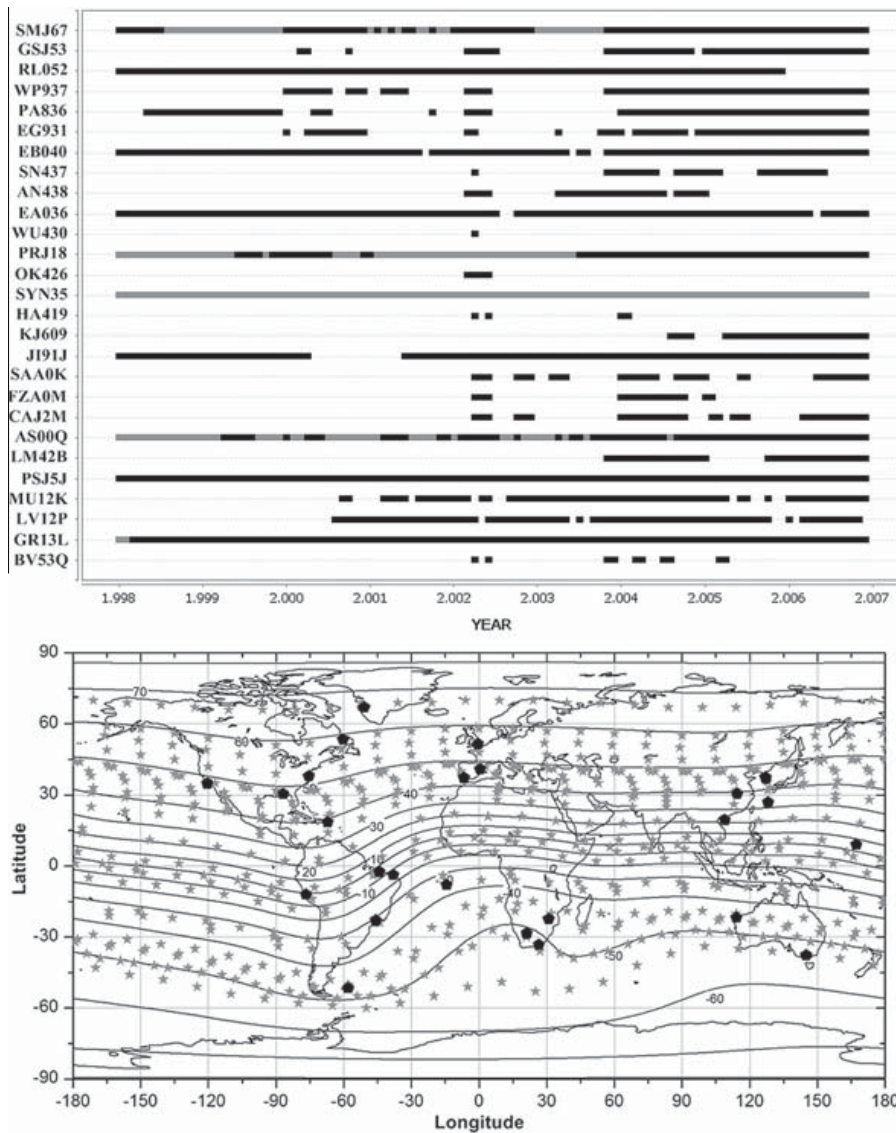 SMJ67
GSJ53
RL052
WP937
PA836
EG931
EB040
SN437
AN438
EA036
WU430
PRJ18
OK426
SYN35
HA419
KJ609
JI91J
SAA0K
FZA0M
CAJ2M
AS00Q
LM42B
PSJ5J
MU12K
LV12P
GR13L
BV53Q
1.998 1.999 2.000 2.001 2.002 2.003 2.004 2.005 2.006 2.007
YEAR
90
70
60
60
40
30
30
20
10
0
-10
-40
-30
-50
-60
-60
-90
-180 -150 -120 -90 -60 -30 0 30 60 90 120 150 180
Latitude
Longitude